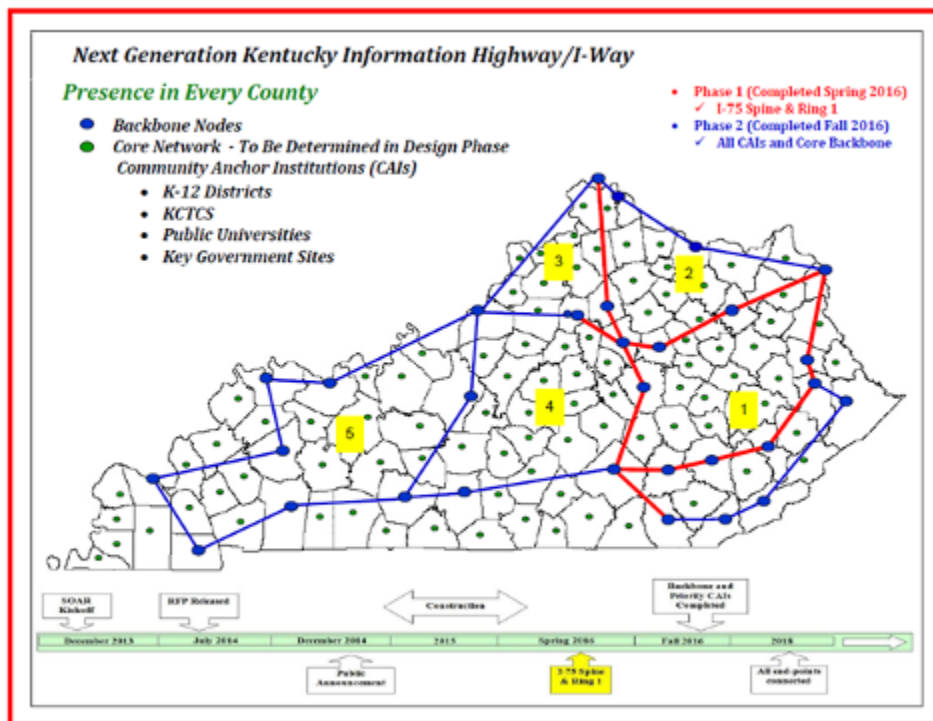 Next Generation Kentucky Information Highway/I-Way
Presence in Every County
Backbone Nodes
Core Network - To Be Determined in Design Phase
Community Anchor Institutions (CAIs)
• K-12 Districts
• KCTCS
• Public Universities
• Key Government Sites
• Phase 1 (Completed Spring 2016)
✓ I-75 Spine & Ring 1
• Phase 2 (Completed Fall 2016)
✓ All CAIs and Core Backbone
3
2
1
4
5
SOAR
Kickoff
RFP Released
Construction
Backbone and
Priority CAIs
Completed
December 2013
July 2014
December 2014
2015
Spring 2016
Fall 2016
2018
Public
Announcement
I-75 Spine
& Ring 1
All end-points
connected